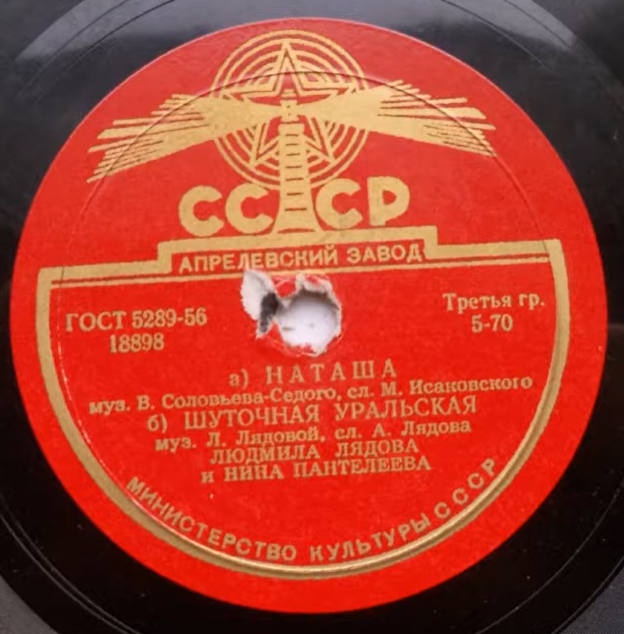 СССР
АПРЕЛЕВСКИЙ ЗАВОД
ГОСТ 5289-56
18898
Третья гр.
5-70
а) НАТАША
муз. В. Соловьева-Седого, сл. М. Исаковского
б) ШУТОЧНАЯ УРАЛЬСКАЯ
муз. Л. Лядовой, сл. А. Лядова
ЛЮДМИЛА ЛЯДОВА
и НИНА ПАНТЕЛЕЕВА
МИНИСТЕРСТВО КУЛЬТУРЫ СССР